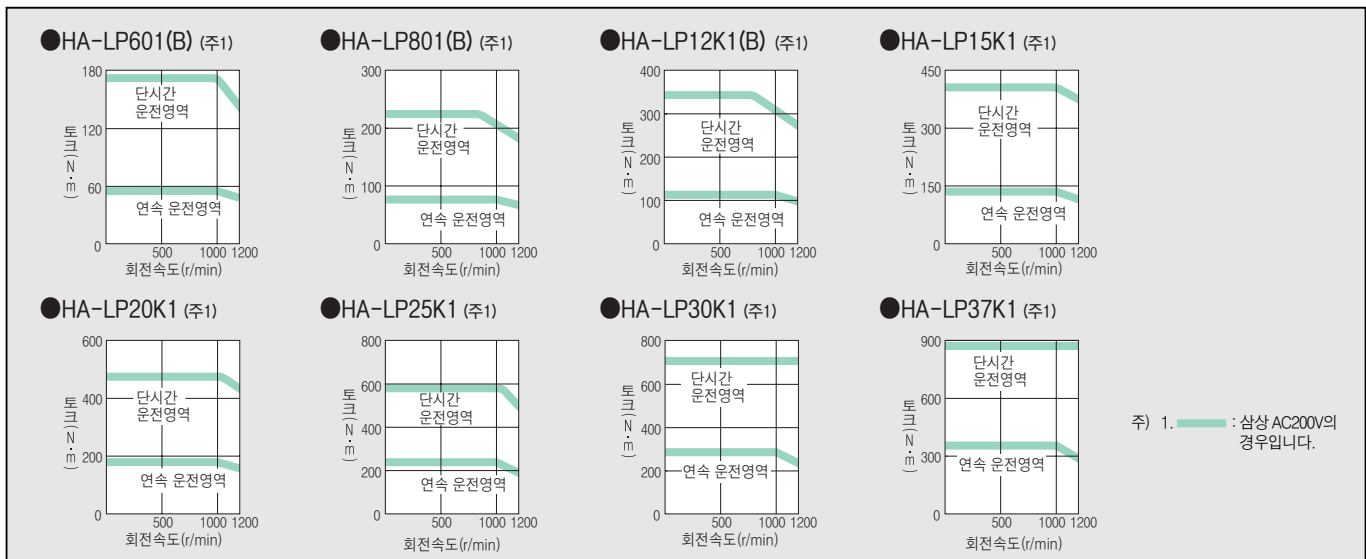 ●HA-LP601(B) (주1)
180
120
60
0
토크(N·m)
단시간
운전영역
연속 운전영역
500 1000 1200
회전속도(r/min)
●HA-LP801(B) (주1)
300
200
100
0
토크(N·m)
단시간
운전영역
연속 운전영역
500 1000 1200
회전속도(r/min)
●HA-LP12K1(B) (주1)
400
300
200
100
0
토크(N·m)
단시간
운전영역
연속 운전영역
500 1000 1200
회전속도(r/min)
●HA-LP15K1 (주1)
450
300
150
0
토크(N·m)
단시간
운전영역
연속 운전영역
500 1000 1200
회전속도(r/min)
●HA-LP20K1 (주1)
600
400
200
0
토크(N·m)
단시간
운전영역
연속 운전영역
500 1000 1200
회전속도(r/min)
●HA-LP25K1 (주1)
800
600
400
200
0
토크(N·m)
단시간
운전영역
연속 운전영역
500 1000 1200
회전속도(r/min)
●HA-LP30K1 (주1)
800
600
400
200
0
토크(N·m)
단시간
운전영역
연속 운전영역
500 1000 1200
회전속도(r/min)
●HA-LP37K1 (주1)
900
600
300
0
토크(N·m)
단시간
운전영역
연속 운전영역
500 1000 1200
회전속도(r/min)
주) 1. : 삼상 AC200V의
경우입니다.